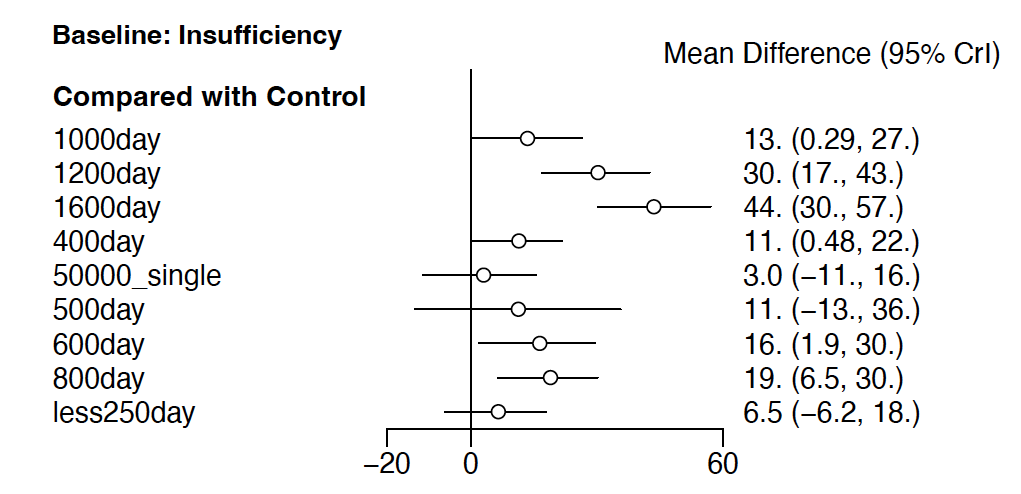 Baseline: Insufficiency
Mean Difference (95% CrI)
Compared with Control
1000day 13. (0.29, 27.)
1200day 30. (17., 43.)
1600day 44. (30., 57.)
400day 11. (0.48, 22.)
50000_single 3.0 (−11., 16.)
500day 11. (−13., 36.)
600day 16. (1.9, 30.)
800day 19. (6.5, 30.)
less250day 6.5 (−6.2, 18.)
−20 0 60